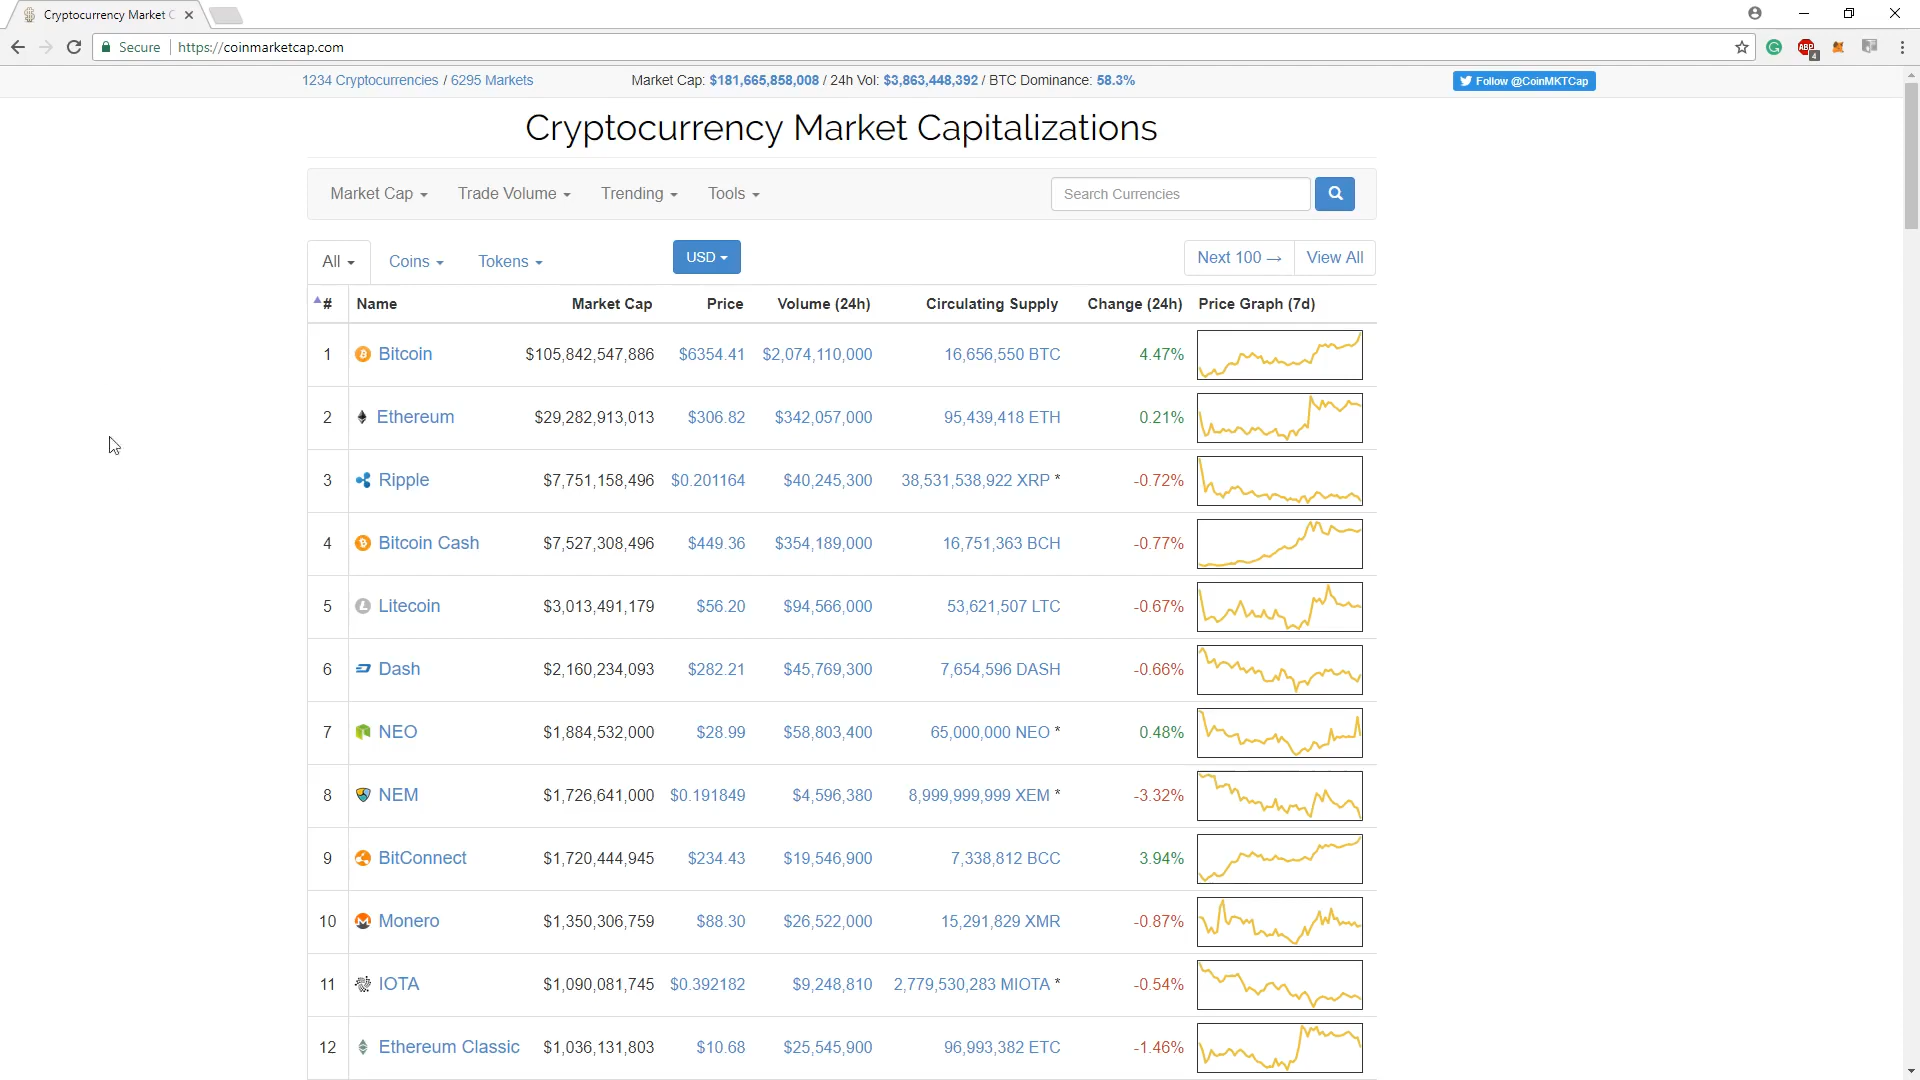 Cryptocurrency Market C
Secure https://coinmarketcap.com
ABP 4
1234 Cryptocurrencies / 6295 Markets Market Cap: $181,665,858,008 / 24h Vol: $3,863,448,392 / BTC Dominance: 58.3% Follow @CoinMKTCap
Cryptocurrency Market Capitalizations
Market Cap Trade Volume Trending Tools Search Currencies
All Coins Tokens USD Next 100 → View All
# Name Market Cap Price Volume (24h) Circulating Supply Change (24h) Price Graph (7d)
1 Bitcoin $105,842,547,886 $6354.41 $2,074,110,000 16,656,550 BTC 4.47%
2 Ethereum $29,282,913,013 $306.82 $342,057,000 95,439,418 ETH 0.21%
3 Ripple $7,751,158,496 $0.201164 $40,245,300 38,531,538,922 XRP * -0.72%
4 Bitcoin Cash $7,527,308,496 $449.36 $354,189,000 16,751,363 BCH -0.77%
5 Litecoin $3,013,491,179 $56.20 $94,566,000 53,621,507 LTC -0.67%
6 Dash $2,160,234,093 $282.21 $45,769,300 7,654,596 DASH -0.66%
7 NEO $1,884,532,000 $28.99 $58,803,400 65,000,000 NEO * 0.48%
8 NEM $1,726,641,000 $0.191849 $4,596,380 8,999,999,999 XEM * -3.32%
9 BitConnect $1,720,444,945 $234.43 $19,546,900 7,338,812 BCC 3.94%
10 Monero $1,350,306,759 $88.30 $26,522,000 15,291,829 XMR -0.87%
11 IOTA $1,090,081,745 $0.392182 $9,248,810 2,779,530,283 MIOTA * -0.54%
12 Ethereum Classic $1,036,131,803 $10.68 $25,545,900 96,993,382 ETC -1.46%